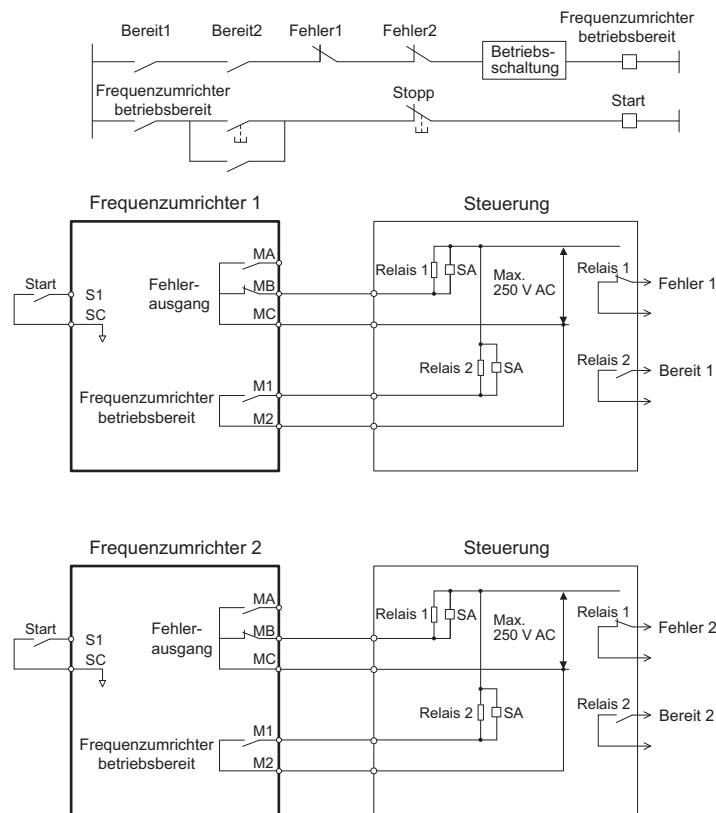 Bereit1 Bereit2 Fehler1 Fehler2
Betriebs-
schaltung
Frequenzumrichter
betriebsbereit
Frequenzumrichter
betriebsbereit
Stopp
Start
Frequenzumrichter 1
Steuerung
Start
S1
SC
Fehler-
ausgang
MA
MB
MC
Frequenzumrichter
betriebsbereit
M1
M2
Relais 1
SA
Max.
250 V AC
Relais 2
SA
Relais 1
Fehler 1
Relais 2
Bereit 1
Frequenzumrichter 2
Steuerung
Start
S1
SC
Fehler-
ausgang
MA
MB
MC
Frequenzumrichter
betriebsbereit
M1
M2
Relais 1
SA
Max.
250 V AC
Relais 2
SA
Relais 1
Fehler 2
Relais 2
Bereit 2